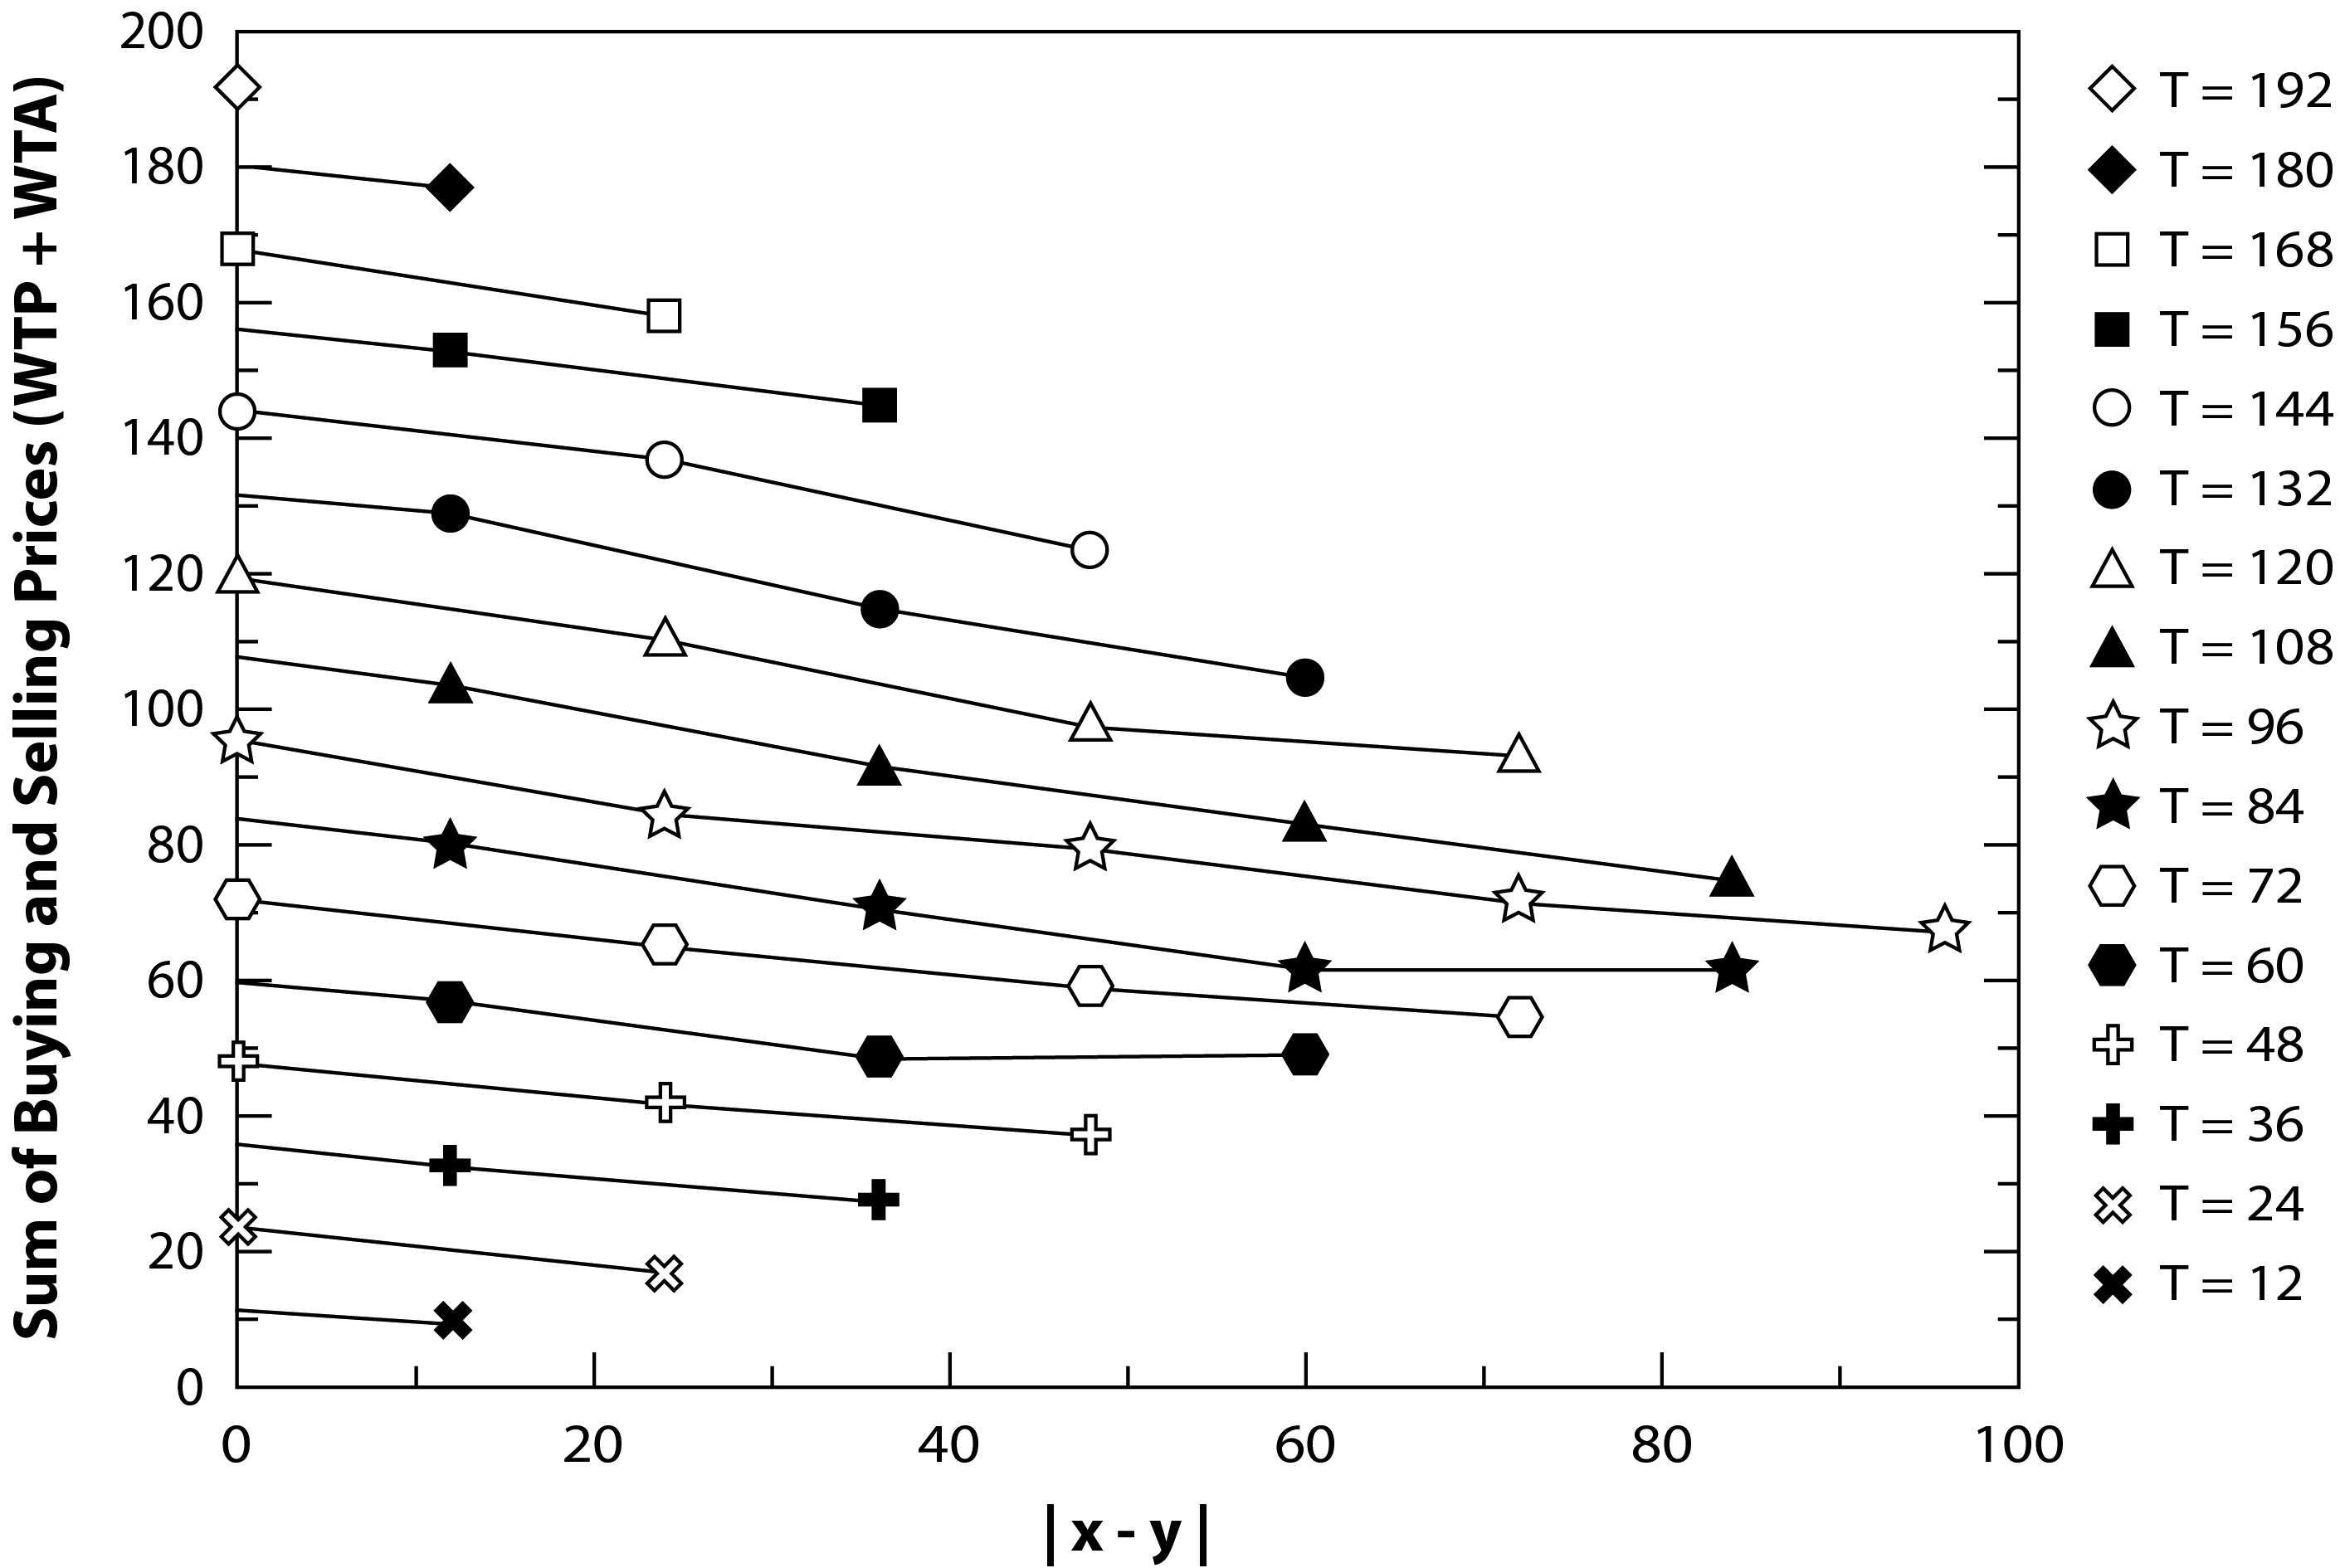 Sum of Buying and Selling Prices (WTP + WTA)
200
180
160
140
120
100
80
60
40
20
0
0 20 40 60 80 100
| x - y |
T = 192
T = 180
T = 168
T = 156
T = 144
T = 132
T = 120
T = 108
T = 96
T = 84
T = 72
T = 60
T = 48
T = 36
T = 24
T = 12